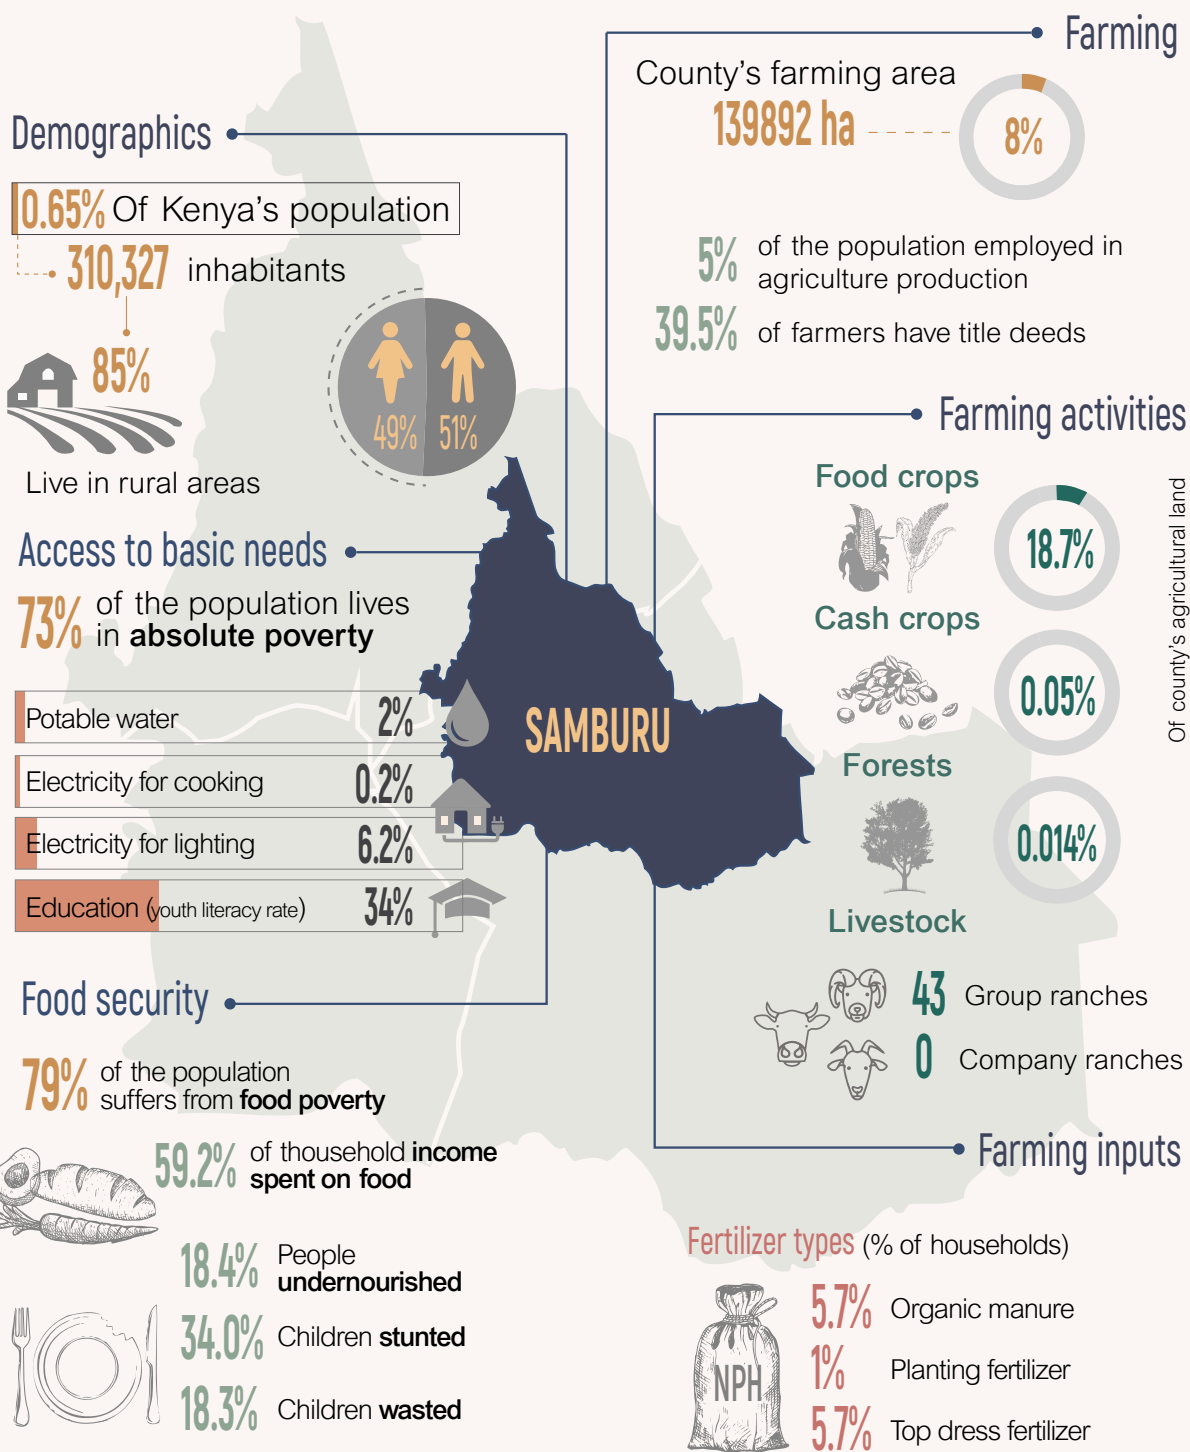 Demographics
0.65% Of Kenya's population
310,327 inhabitants
85%
Live in rural areas
49% 51%
Access to basic needs
73% of the population lives
in absolute poverty
Potable water 2%
Electricity for cooking 0.2%
Electricity for lighting 6.2%
Education (youth literacy rate) 34%
Food security
79% of the population
suffers from food poverty
59.2% of thousehold income
spent on food
18.4% People
undernourished
34.0% Children stunted
18.3% Children wasted
SAMBURU
Farming
County's farming area
139892 ha
8%
5% of the population employed in
agriculture production
39.5% of farmers have title deeds
Farming activities
Food crops
18.7%
Cash crops
0.05%
Forests
0.014%
Of county's agricultural land
Livestock
43 Group ranches
0 Company ranches
Farming inputs
Fertilizer types (% of households)
NPH
5.7% Organic manure
1% Planting fertilizer
5.7% Top dress fertilizer